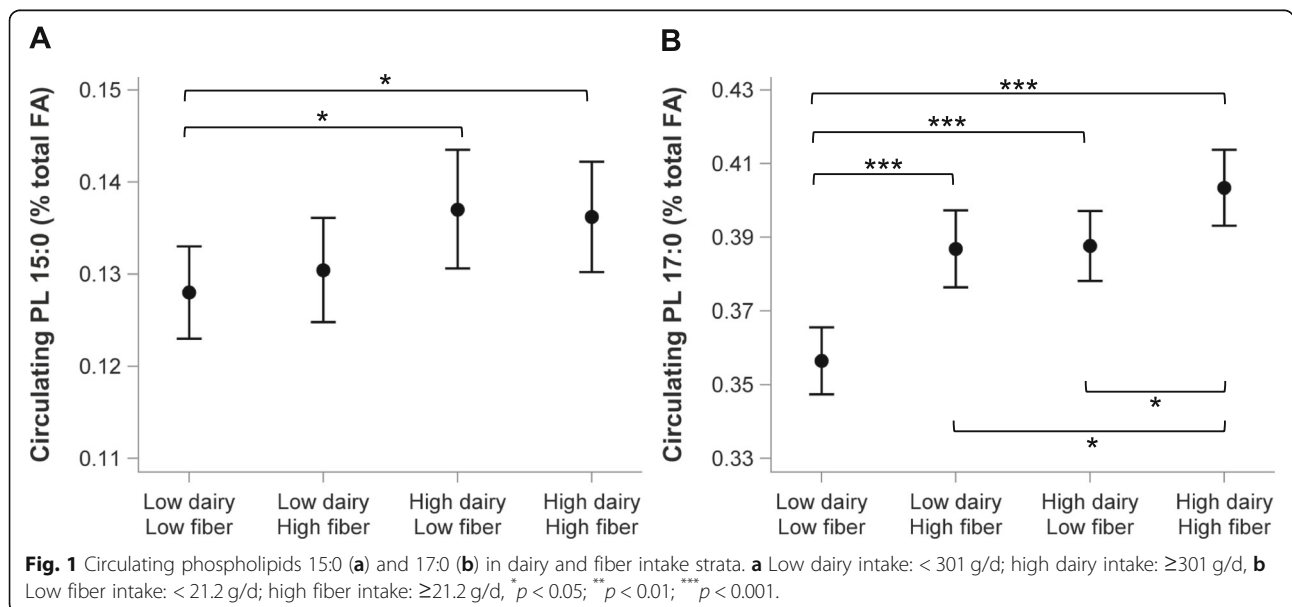 A
Circulating PL 15:0 (% total FA)
0.15
0.14
0.13
0.12
0.11
*
*
Low dairy
Low fiber
Low dairy
High fiber
High dairy
Low fiber
High dairy
High fiber
B
Circulating PL 17:0 (% total FA)
0.43
0.41
0.39
0.37
0.35
0.33
***
***
***
*
*
Low dairy
Low fiber
Low dairy
High fiber
High dairy
Low fiber
High dairy
High fiber
Fig. 1 Circulating phospholipids 15:0 (a) and 17:0 (b) in dairy and fiber intake strata. a Low dairy intake: < 301 g/d; high dairy intake: ≥301 g/d, b
Low fiber intake: < 21.2 g/d; high fiber intake: ≥21.2 g/d, *p < 0.05; **p < 0.01; ***p < 0.001.